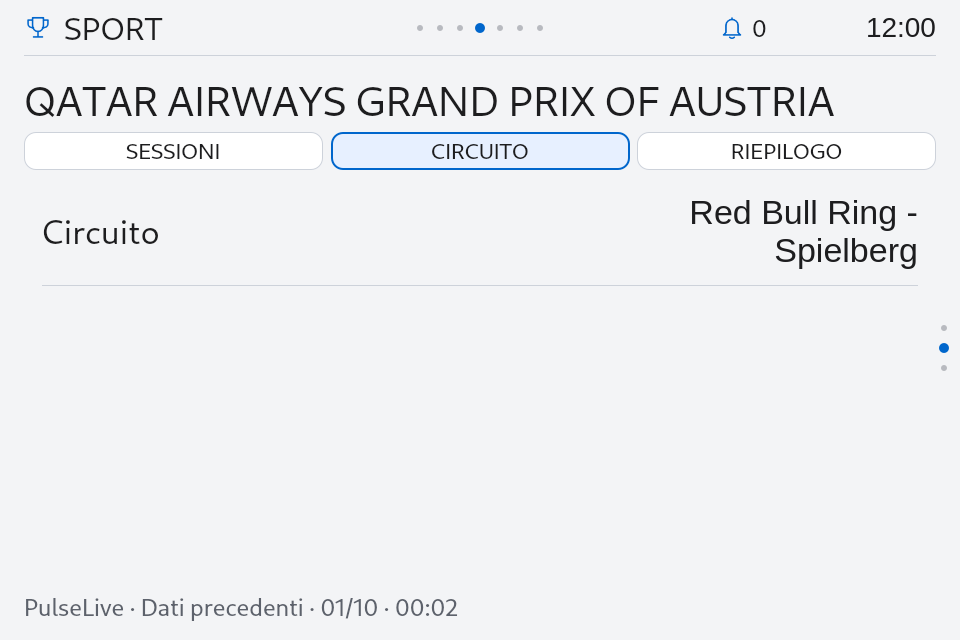 SPORT
0
12:00
QATAR AIRWAYS GRAND PRIX OF AUSTRIA
SESSIONI
CIRCUITO
RIEPILOGO
Circuito
Red Bull Ring -
Spielberg
PulseLive · Dati precedenti · 01/10 · 00:02